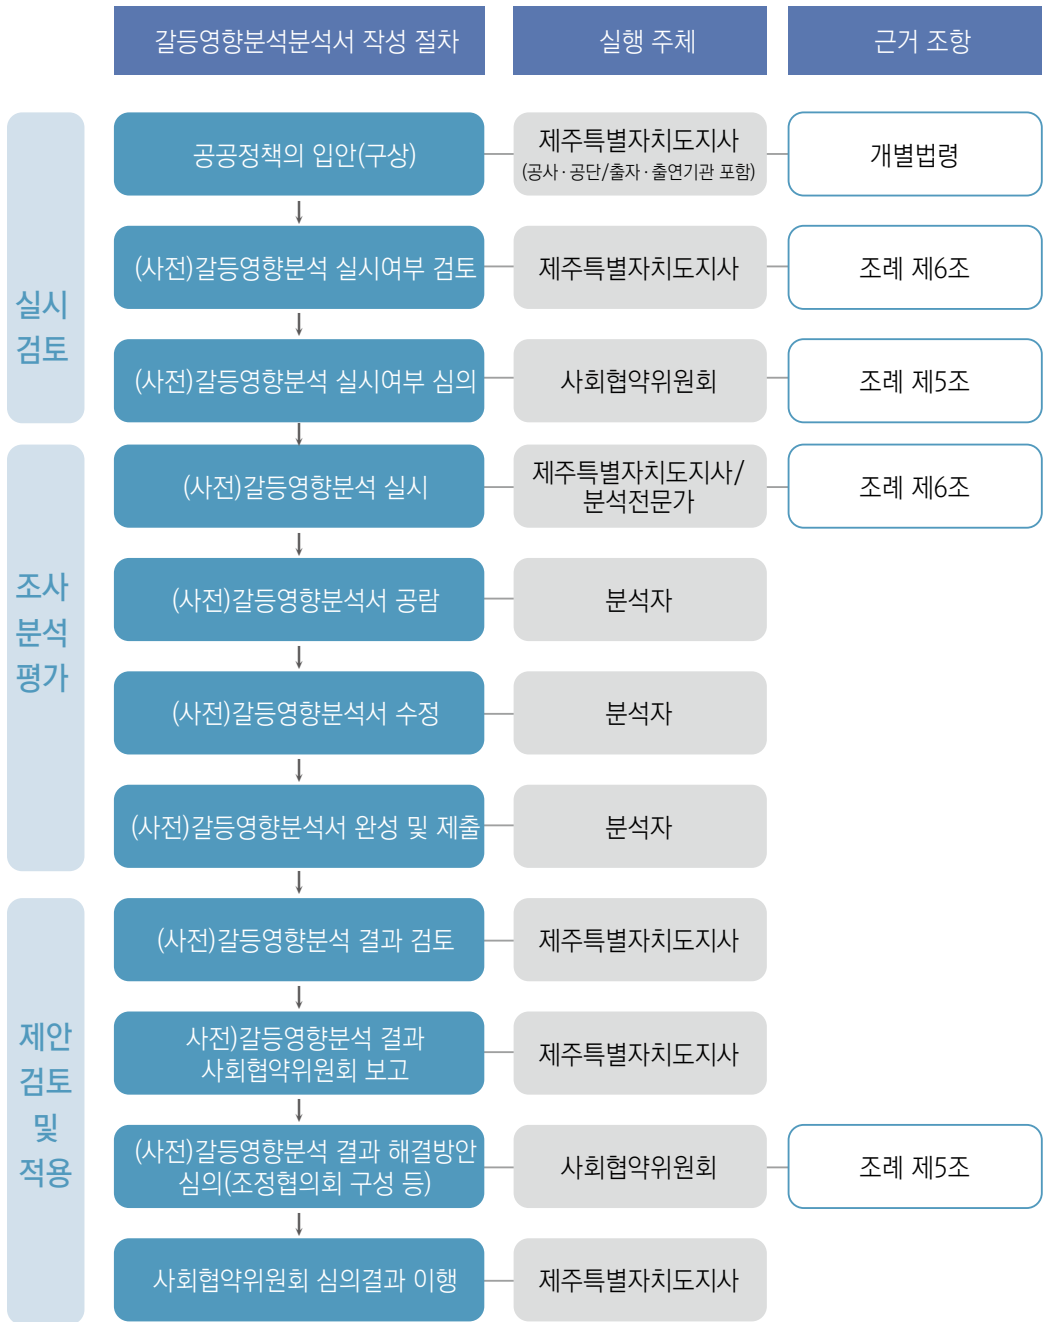 갈등영향분석분석서 작성 절차
실행 주체
근거 조항
실시
검토
공공정책의 입안(구상)
제주특별자치도지사
(공사·공단/출자·출연기관 포함)
개별법령
(사전)갈등영향분석 실시여부 검토
제주특별자치도지사
조례 제6조
(사전)갈등영향분석 실시여부 심의
사회협약위원회
조례 제5조
조사
분석
평가
(사전)갈등영향분석 실시
제주특별자치도지사/
분석전문가
조례 제6조
(사전)갈등영향분석서 공람
분석자
(사전)갈등영향분석서 수정
분석자
(사전)갈등영향분석서 완성 및 제출
분석자
제안
검토
및
적용
(사전)갈등영향분석 결과 검토
제주특별자치도지사
사전)갈등영향분석 결과
사회협약위원회 보고
제주특별자치도지사
(사전)갈등영향분석 결과 해결방안
심의(조정협의회 구성 등)
사회협약위원회
조례 제5조
사회협약위원회 심의결과 이행
제주특별자치도지사